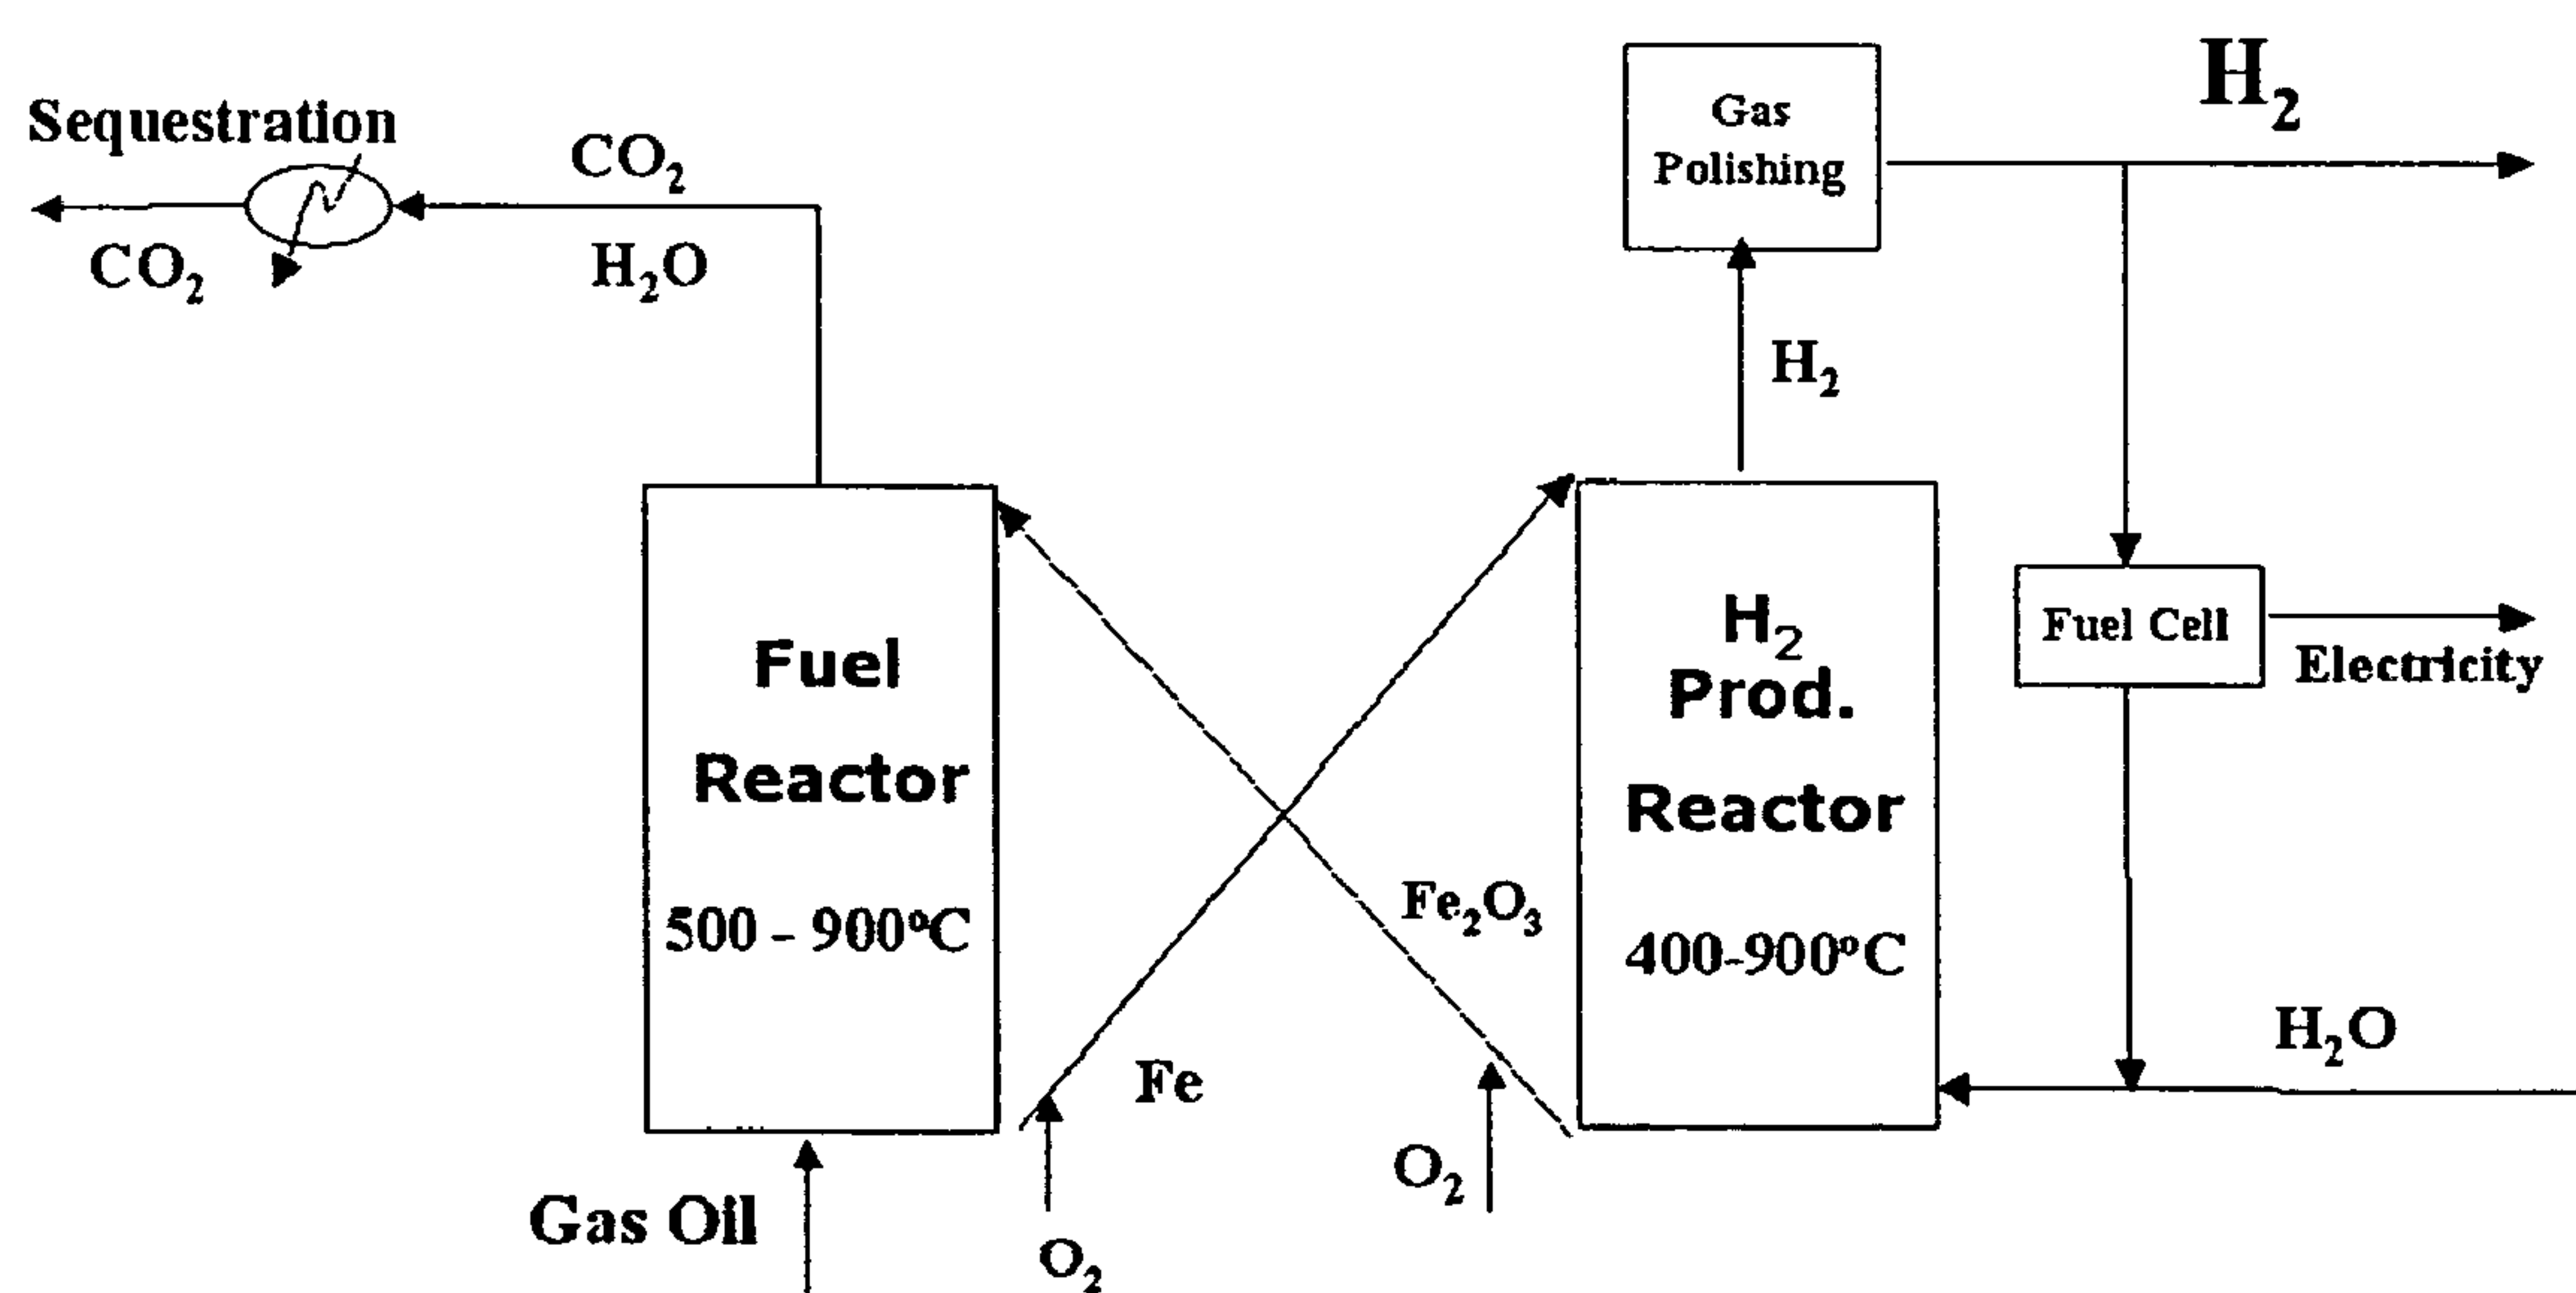 Sequestration
CO₂
H₂O
CO₂
Gas
Polishing
H₂
H₂
Fuel
Reactor
500 - 900°C
H₂
Prod.
Reactor
400-900°C
Fuel Cell
Electricity
Fe₂O₃
Fe
H₂O
O₂
Gas Oil
O₂